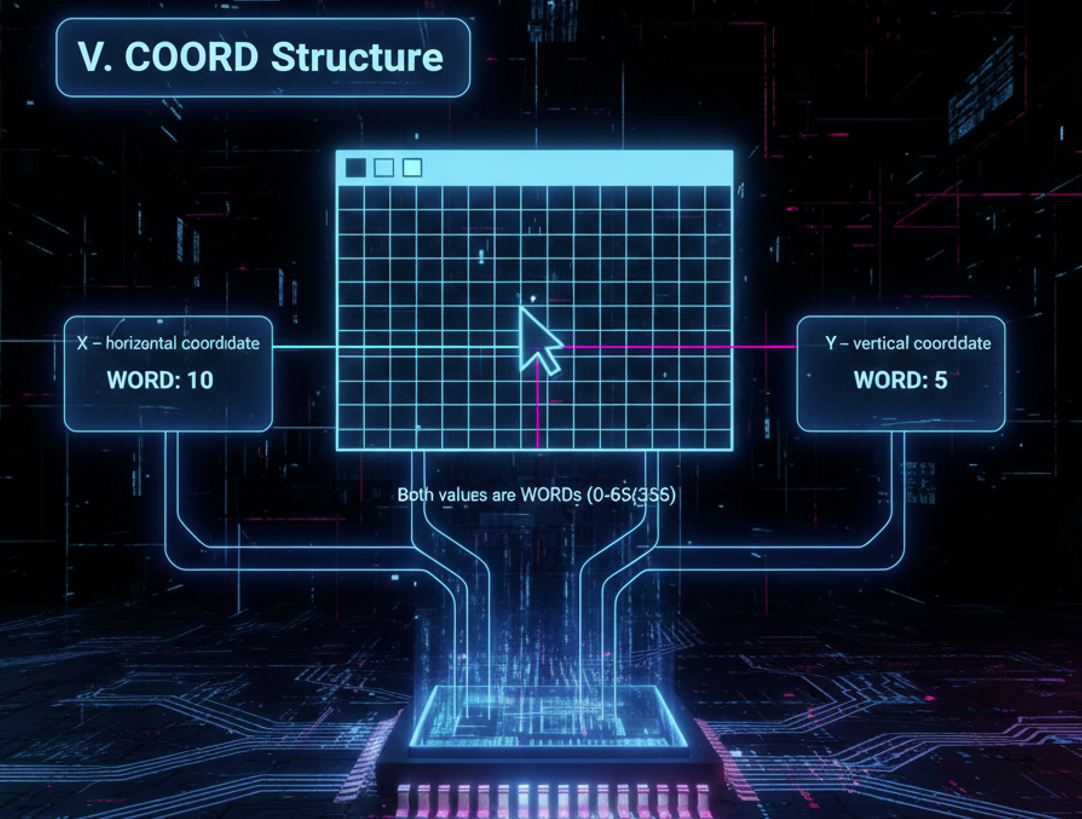 V. COORD Structure
X – horizontal coordidate
WORD: 10
Y – vertical coorddate
WORD: 5
Both values are WORDs